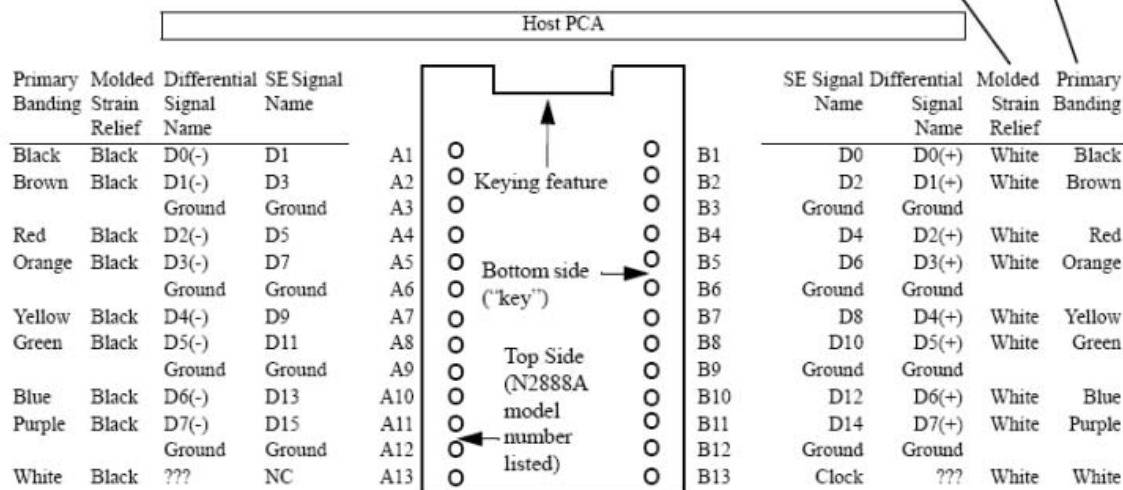 Host PCA
Primary Molded Differential SE Signal SE Signal Differential Molded Primary
Banding Strain Signal Name Name Signal Strain Banding
Relief Name Name Relief
Black Black D0(-) D1 A1 B1 D0 D0(+) White Black
Brown Black D1(-) D3 A2 Keying feature B2 D2 D1(+) White Brown
Ground Ground A3 B3 Ground Ground
Red Black D2(-) D5 A4 B4 D4 D2(+) White Red
Orange Black D3(-) D7 A5 Bottom side B5 D6 D3(+) White Orange
Ground Ground A6 ("key") B6 Ground Ground
Yellow Black D4(-) D9 A7 B7 D8 D4(+) White Yellow
Green Black D5(-) D11 A8 Top Side B8 D10 D5(+) White Green
Ground Ground A9 (N2888A B9 Ground Ground
Blue Black D6(-) D13 A10 model B10 D12 D6(+) White Blue
Purple Black D7(-) D15 A11 number B11 D14 D7(+) White Purple
Ground Ground A12 listed) B12 Ground Ground
White Black ??? NC A13 B13 Clock ??? White White